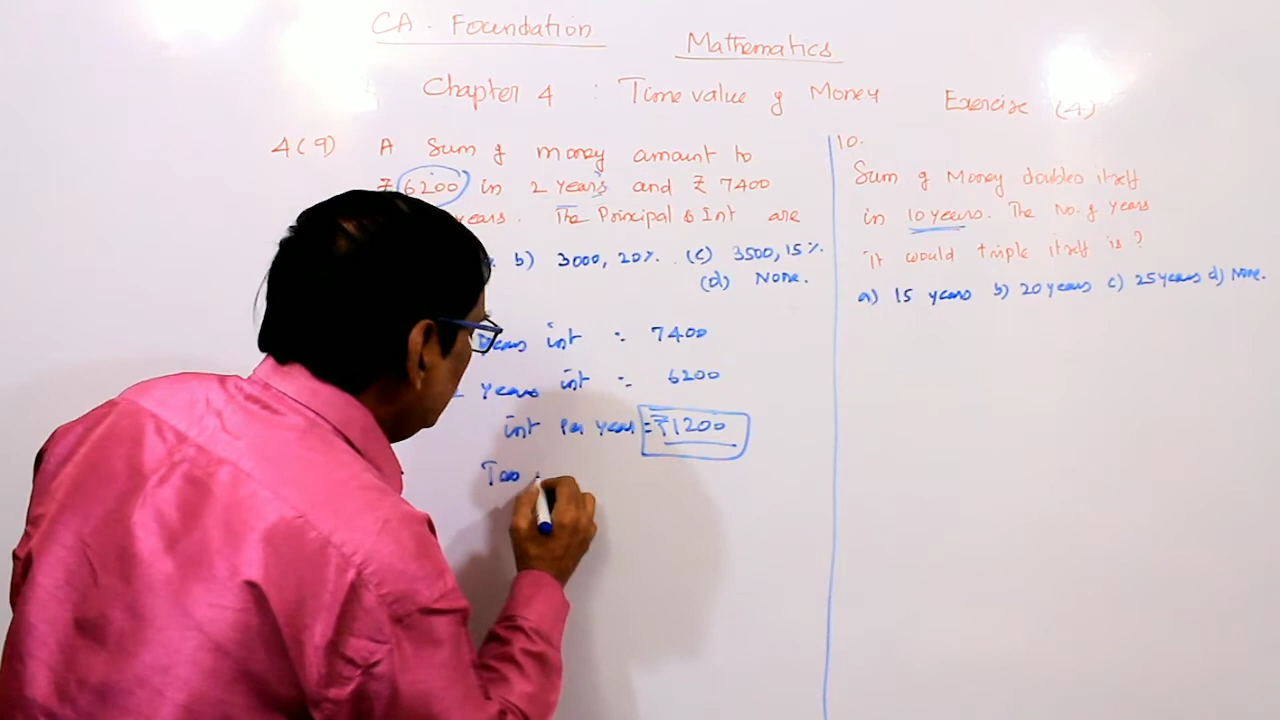 CA. Foundation
Mathematics
Chapter 4 : Time value of Money Exercise (4)
4(9) A Sum of money amount to
₹ 6200 in 2 years and ₹ 7400
years. The Principal & Int are
b) 3000, 20%. (c) 3500, 15%.
(d) None.
Years int : 7400
Years int : 6200
int Per year = ₹1200
Two
10.
Sum of Money doubles itself
in 10 years. The No. of years
it would triple itself is ?
a) 15 years b) 20 years c) 25 years d) None.